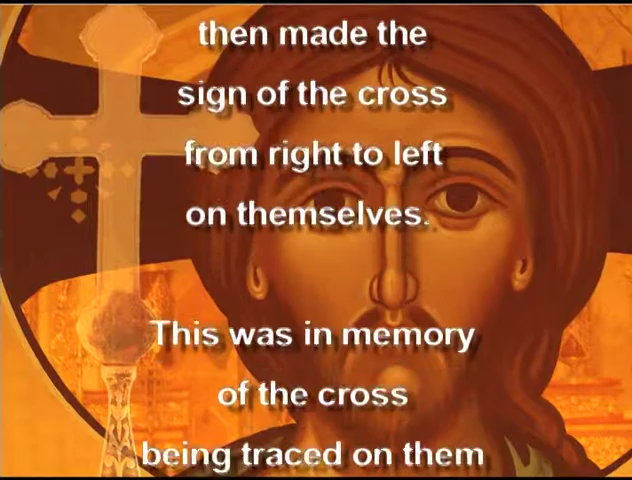 then made the
sign of the cross
from right to left
on themselves.
This was in memory
of the cross
being traced on them